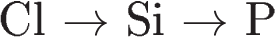 Cl → Si → P